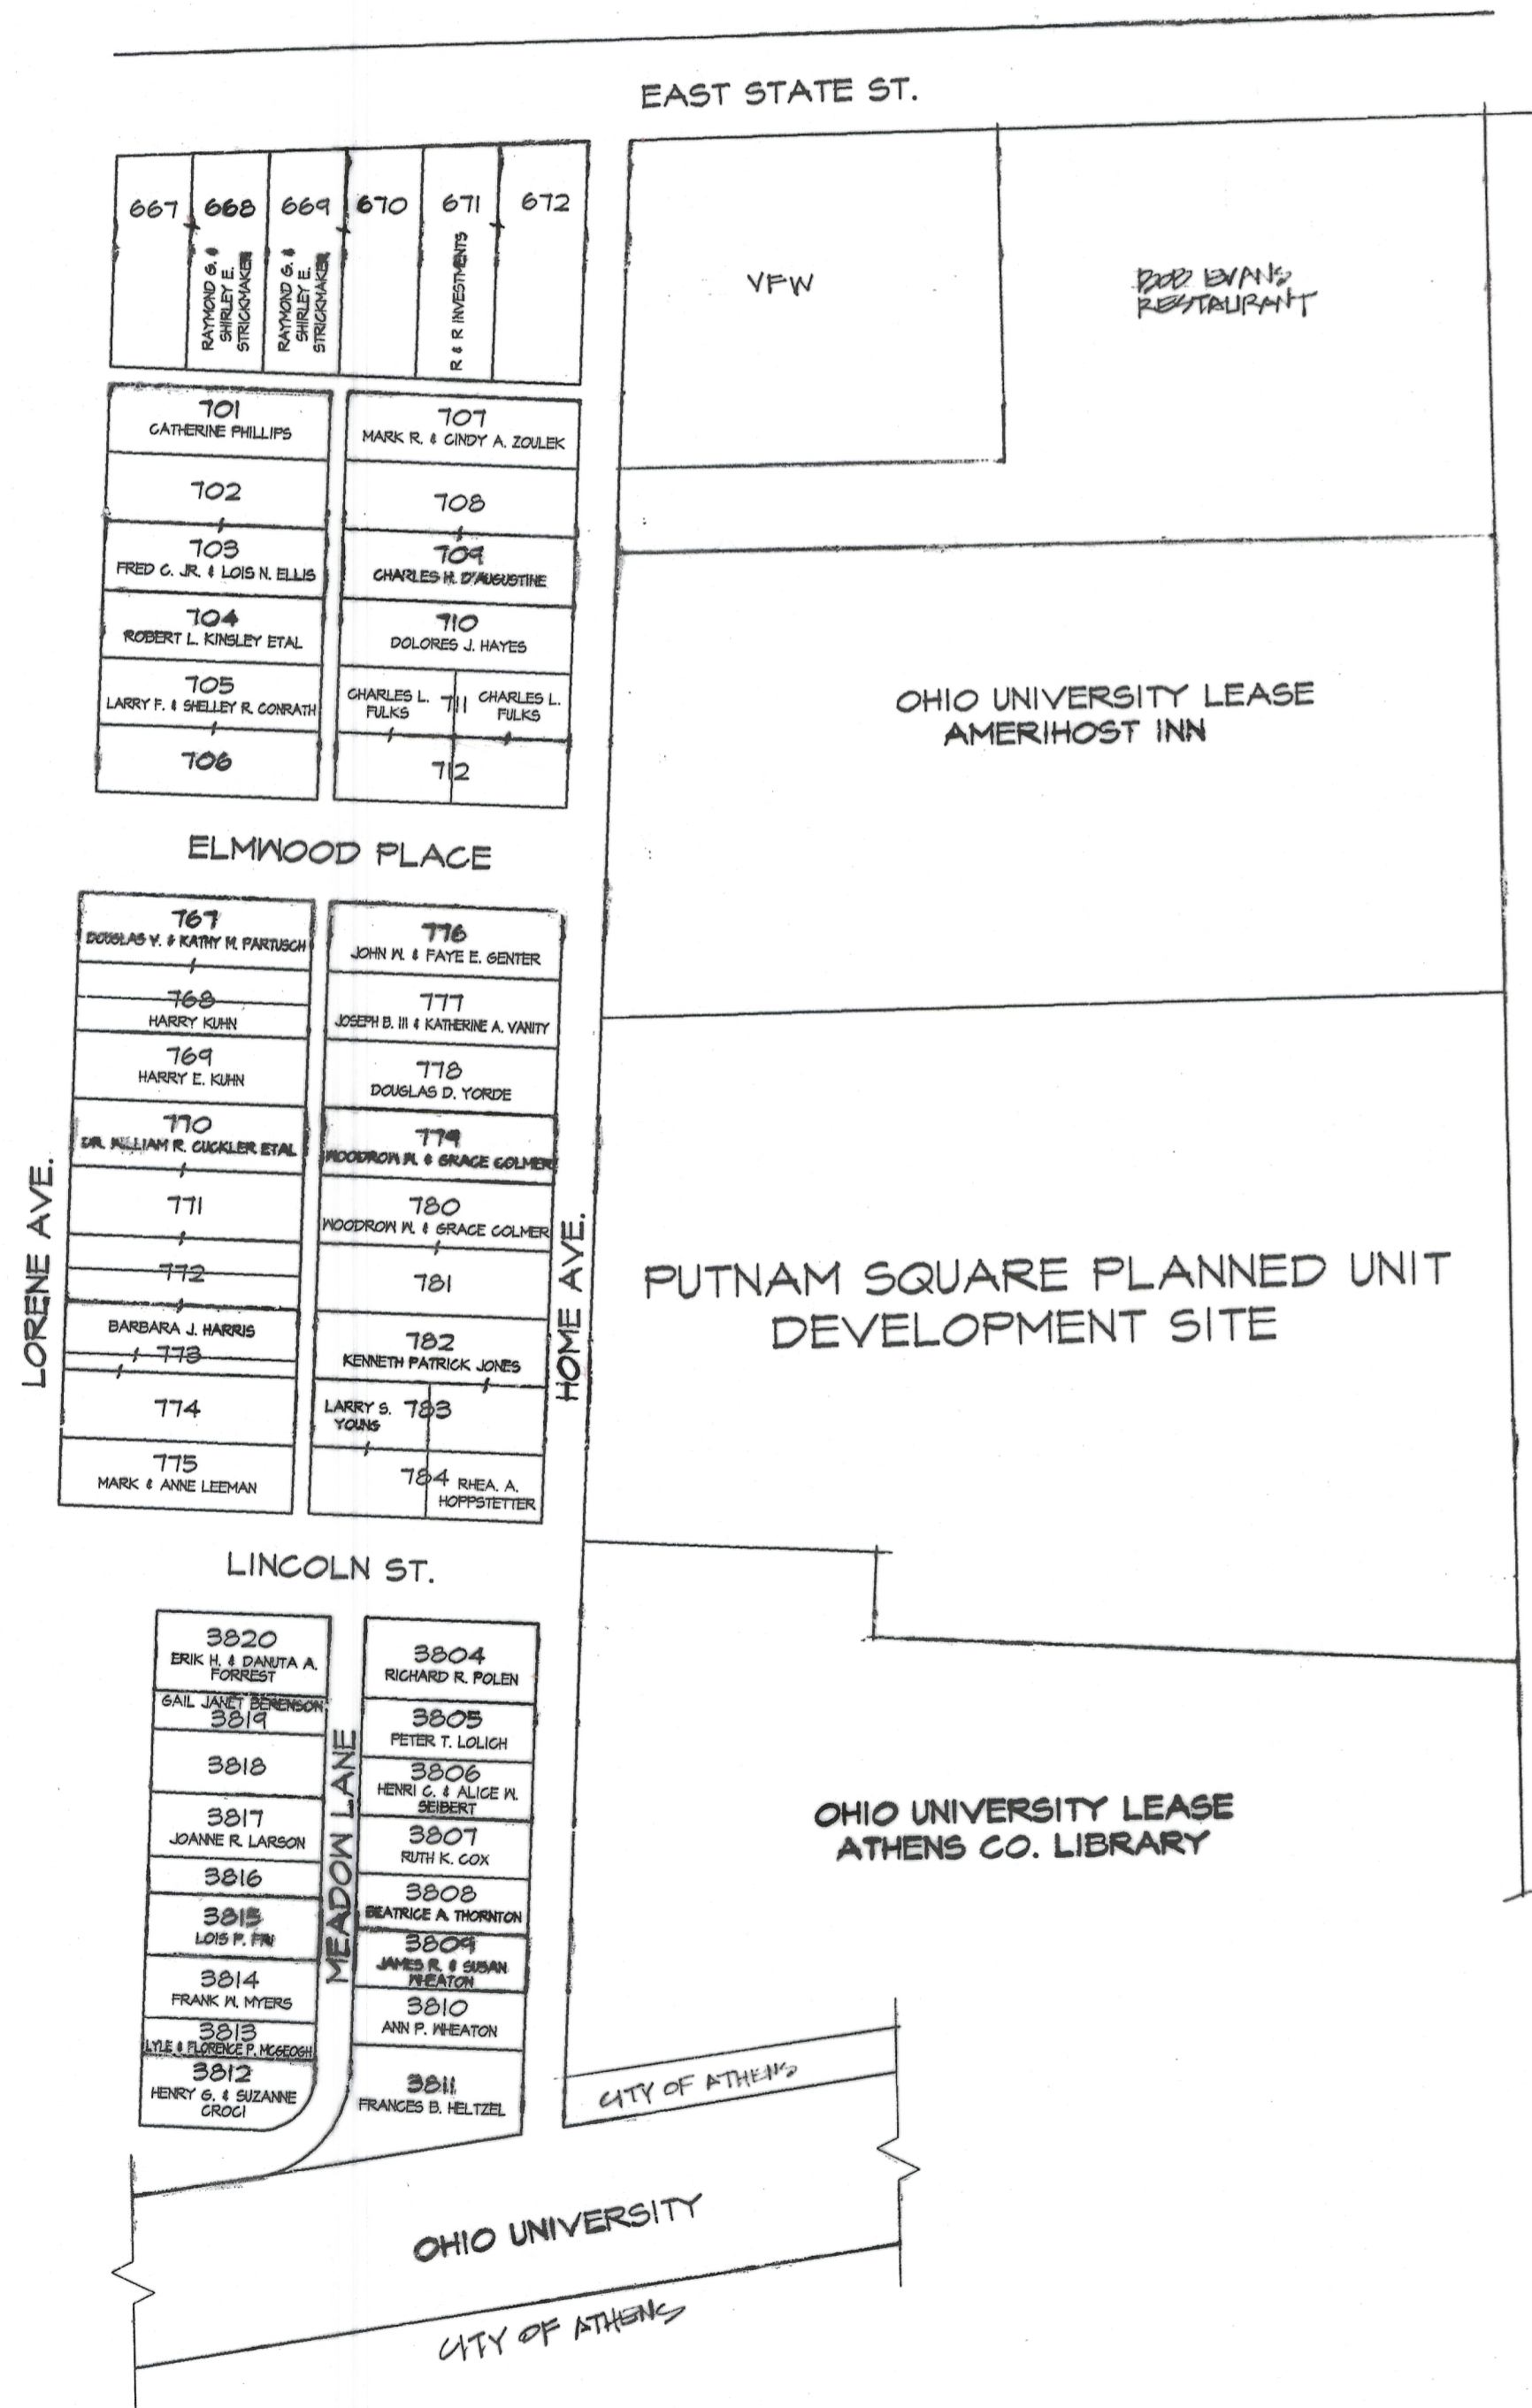 EAST STATE ST.
667
668
RAYMOND G. &
SHIRLEY E.
STRICKMAKER
669
RAYMOND G. &
SHIRLEY E.
STRICKMAKER
670
671
R & R INVESTMENTS
672
VFW
BOB EVANS
RESTAURANT
701
CATHERINE PHILLIPS
702
703
FRED C. JR. & LOIS N. ELLIS
704
ROBERT L. KINSLEY ETAL
705
LARRY F. & SHELLEY R. CONRATH
706
707
MARK R. & CINDY A. ZOULEK
708
709
CHARLES H. D'AUGUSTINE
710
DOLORES J. HAYES
CHARLES L.
FULKS
711
CHARLES L.
FULKS
712
OHIO UNIVERSITY LEASE
AMERIHOST INN
ELMWOOD PLACE
767
DOUGLAS V. & KATHY M. PARTUSCH
768
HARRY KUHN
769
HARRY E. KUHN
770
DR. WILLIAM R. CUCKLER ETAL
771
772
BARBARA J. HARRIS
773
774
775
MARK & ANNE LEEMAN
776
JOHN W. & FAYE E. GENTER
777
JOSEPH B. III & KATHERINE A. VANITY
778
DOUGLAS D. YORDE
779
WOODROW W. & GRACE COLMER
780
WOODROW W. & GRACE COLMER
781
782
KENNETH PATRICK JONES
LARRY S.
YOUNG
783
784
RHEA. A.
HOPPSTETTER
LORENE AVE.
HOME AVE.
PUTNAM SQUARE PLANNED UNIT
DEVELOPMENT SITE
LINCOLN ST.
3820
ERIK H. & DANUTA A.
FORREST
GAIL JANET BERENSON
3819
3818
3817
JOANNE R. LARSON
3816
3815
LOIS P. FRI
3814
FRANK W. MYERS
3813
LYLE & FLORENCE P. MCGEOGH
3812
HENRY G. & SUZANNE
CROCI
MEADOW LANE
3804
RICHARD R. POLEN
3805
PETER T. LOLICH
3806
HENRI C. & ALICE W.
SEIBERT
3807
RUTH K. COX
3808
BEATRICE A. THORNTON
3809
JAMES R. & SUSAN
WHEATON
3810
ANN P. WHEATON
3811
FRANCES B. HELTZEL
OHIO UNIVERSITY LEASE
ATHENS CO. LIBRARY
CITY OF ATHENS
OHIO UNIVERSITY
CITY OF ATHENS